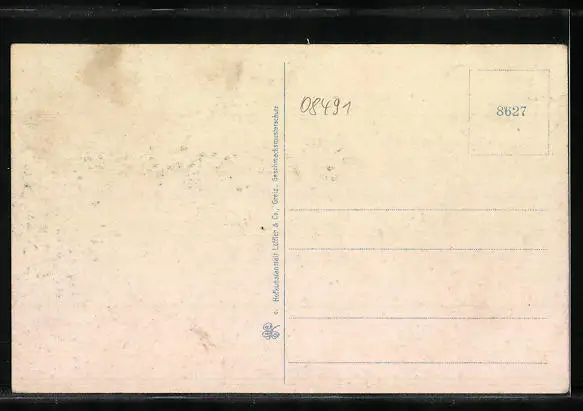 08491
8627
c. Hofkunstanstalt Löffler & Co., Greiz, Geschmacksmusterschutz